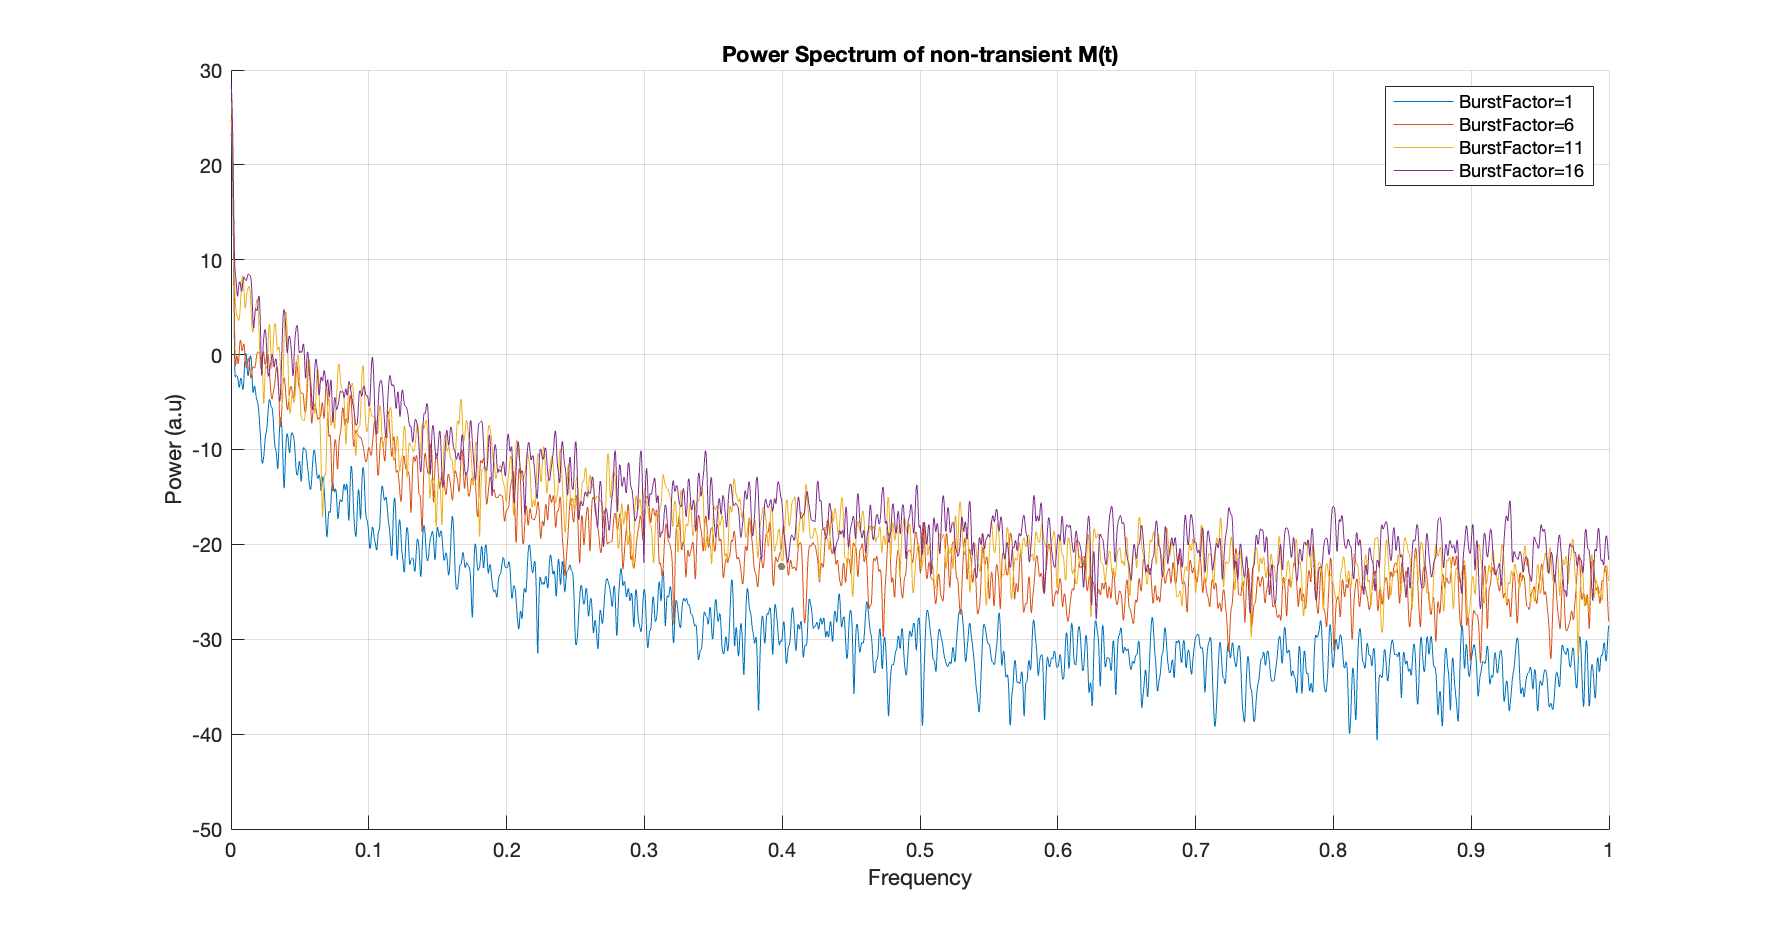 Power Spectrum of non-transient M(t)
30
20
10
0
-10
-20
-30
-40
-50
Power (a.u)
0 0.1 0.2 0.3 0.4 0.5 0.6 0.7 0.8 0.9 1
Frequency
BurstFactor=1
BurstFactor=6
BurstFactor=11
BurstFactor=16